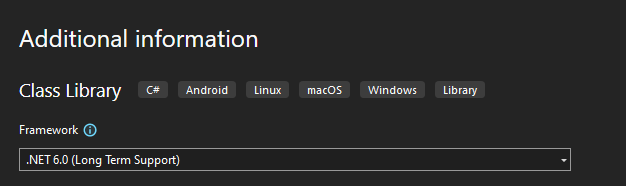 Additional information
Class Library C# Android Linux macOS Windows Library
Framework
.NET 6.0 (Long Term Support)